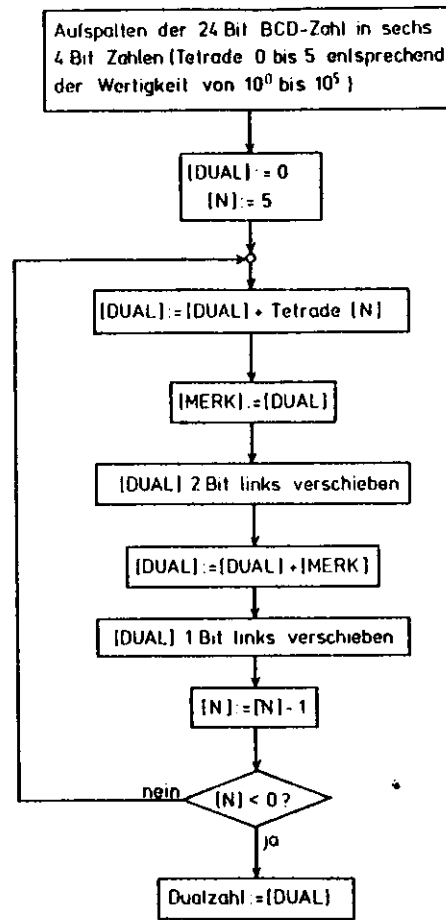 Aufspalten der 24 Bit BCD-Zahl in sechs
4 Bit Zahlen (Tetrade 0 bis 5 entsprechend
der Wertigkeit von 10⁰ bis 10⁵ )
[DUAL] := 0
[N] := 5
[DUAL] := [DUAL] + Tetrade [N]
[MERK] := [DUAL]
[DUAL] 2 Bit links verschieben
[DUAL] := [DUAL] + [MERK]
[DUAL] 1 Bit links verschieben
[N] := [N] - 1
nein
[N] < 0 ?
ja
Dualzahl := [DUAL]